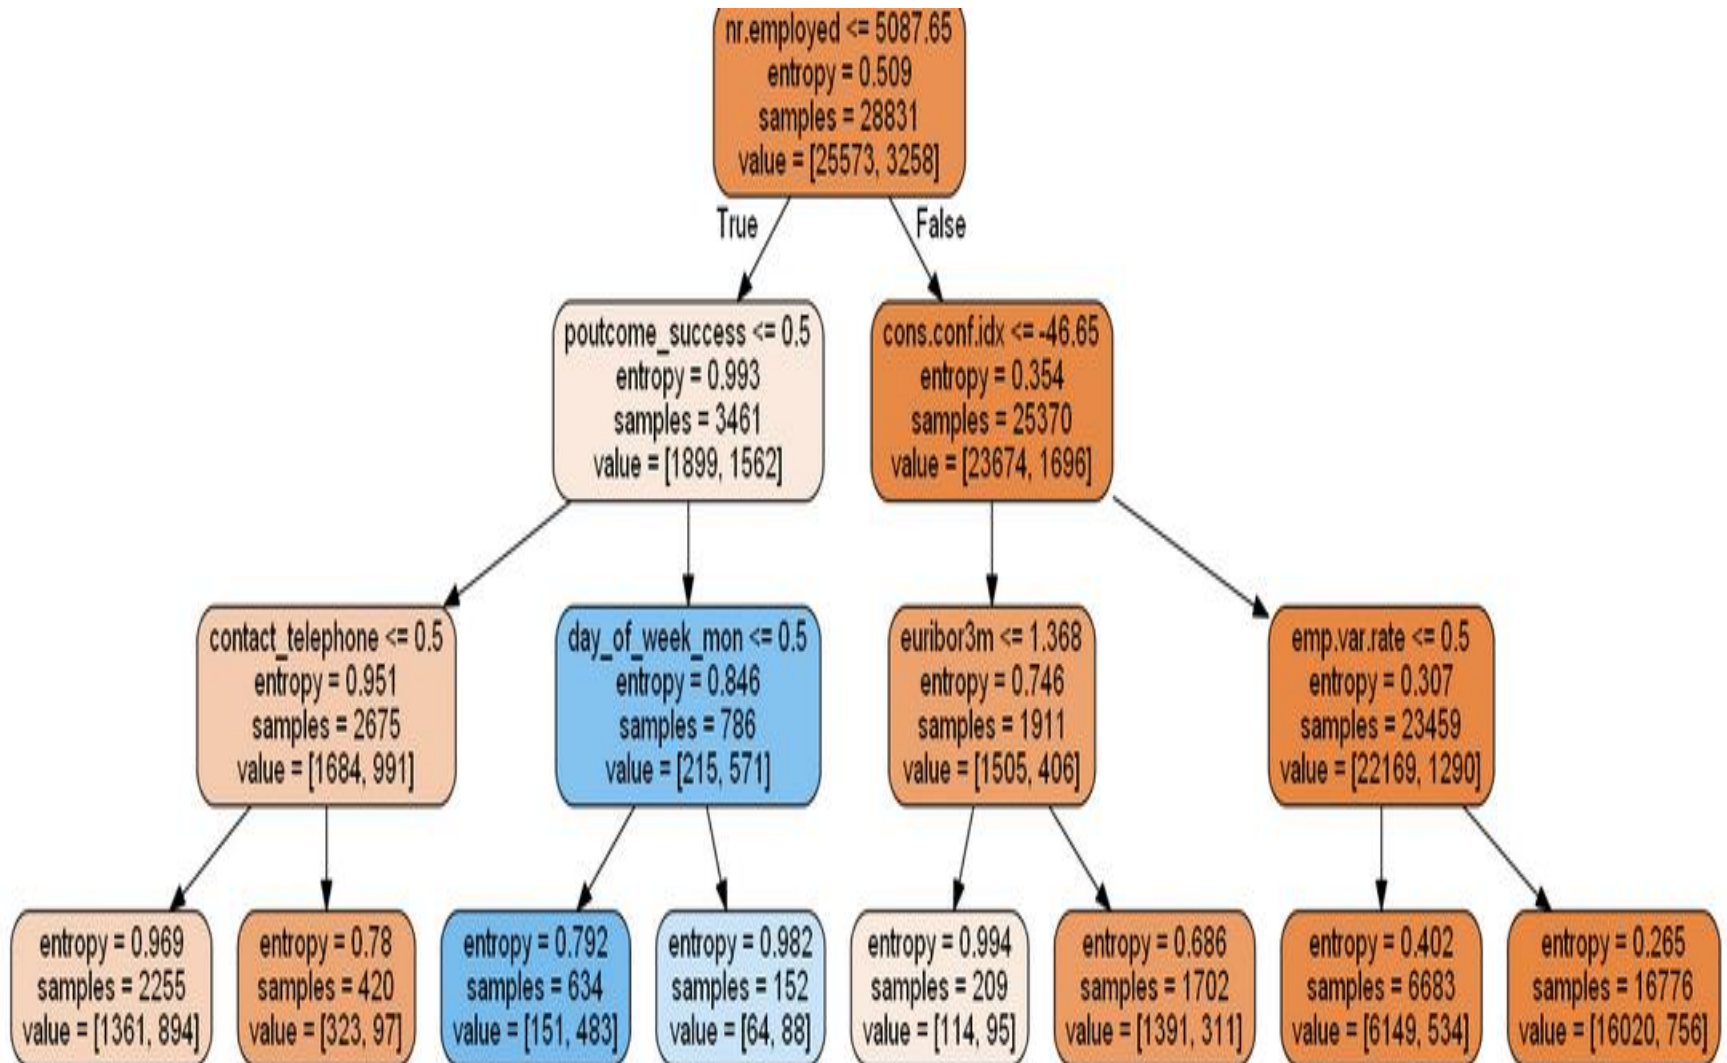 nr.employed <= 5087.65
entropy = 0.509
samples = 28831
value = [25573, 3258]
True
False
poutcome_success <= 0.5
entropy = 0.993
samples = 3461
value = [1899, 1562]
cons.conf.idx <= -46.65
entropy = 0.354
samples = 25370
value = [23674, 1696]
contact_telephone <= 0.5
entropy = 0.951
samples = 2675
value = [1684, 991]
day_of_week_mon <= 0.5
entropy = 0.846
samples = 786
value = [215, 571]
euribor3m <= 1.368
entropy = 0.746
samples = 1911
value = [1505, 406]
emp.var.rate <= 0.5
entropy = 0.307
samples = 23459
value = [22169, 1290]
entropy = 0.969
samples = 2255
value = [1361, 894]
entropy = 0.78
samples = 420
value = [323, 97]
entropy = 0.792
samples = 634
value = [151, 483]
entropy = 0.982
samples = 152
value = [64, 88]
entropy = 0.994
samples = 209
value = [114, 95]
entropy = 0.686
samples = 1702
value = [1391, 311]
entropy = 0.402
samples = 6683
value = [6149, 534]
entropy = 0.265
samples = 16776
value = [16020, 756]